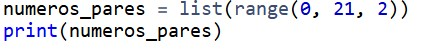 numeros_pares = list(range(0, 21, 2))
print(numeros_pares)